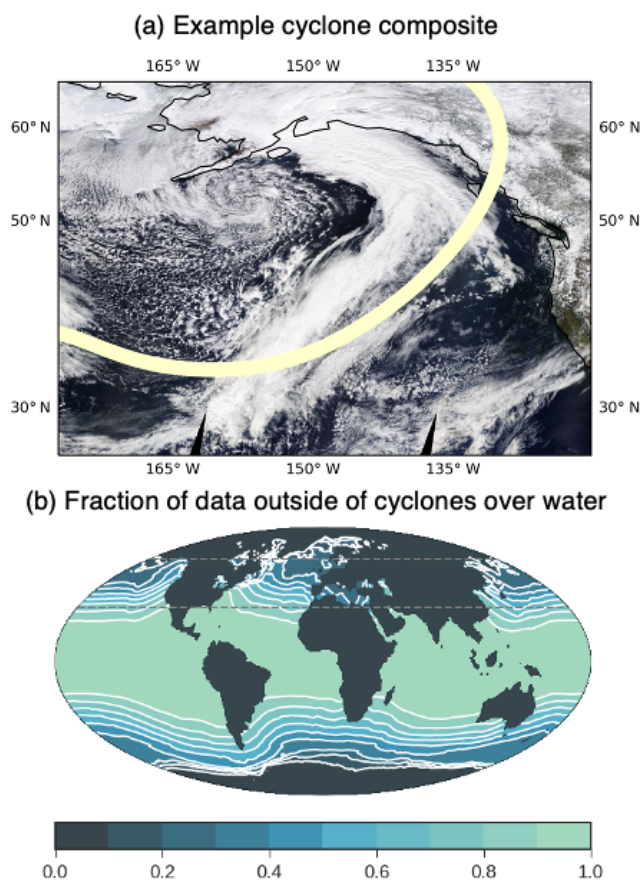 (a) Example cyclone composite
165° W 150° W 135° W
60° N 60° N
50° N 50° N
30° N 30° N
165° W 150° W 135° W
(b) Fraction of data outside of cyclones over water
0.0 0.2 0.4 0.6 0.8 1.0